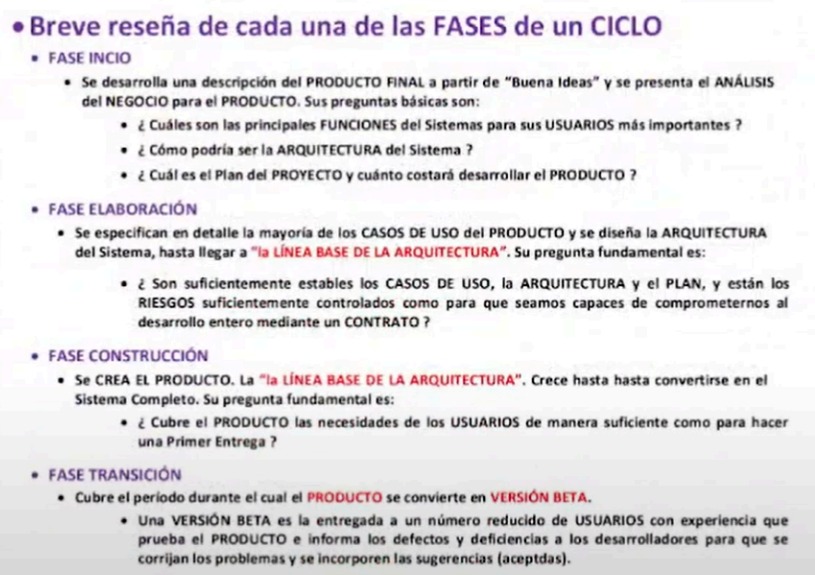 • Breve reseña de cada una de las FASES de un CICLO
• FASE INCIO
• Se desarrolla una descripción del PRODUCTO FINAL a partir de "Buena Ideas" y se presenta el ANÁLISIS
del NEGOCIO para el PRODUCTO. Sus preguntas básicas son:
• ¿ Cuáles son las principales FUNCIONES del Sistemas para sus USUARIOS más importantes ?
• ¿ Cómo podría ser la ARQUITECTURA del Sistema ?
• ¿ Cuál es el Plan del PROYECTO y cuánto costará desarrollar el PRODUCTO ?
• FASE ELABORACIÓN
• Se especifican en detalle la mayoría de los CASOS DE USO del PRODUCTO y se diseña la ARQUITECTURA
del Sistema, hasta llegar a "la LÍNEA BASE DE LA ARQUITECTURA". Su pregunta fundamental es:
• ¿ Son suficientemente estables los CASOS DE USO, la ARQUITECTURA y el PLAN, y están los
RIESGOS suficientemente controlados como para que seamos capaces de comprometernos al
desarrollo entero mediante un CONTRATO ?
• FASE CONSTRUCCIÓN
• Se CREA EL PRODUCTO. La "la LÍNEA BASE DE LA ARQUITECTURA". Crece hasta hasta convertirse en el
Sistema Completo. Su pregunta fundamental es:
• ¿ Cubre el PRODUCTO las necesidades de los USUARIOS de manera suficiente como para hacer
una Primer Entrega ?
• FASE TRANSICIÓN
• Cubre el período durante el cual el PRODUCTO se convierte en VERSIÓN BETA.
• Una VERSIÓN BETA es la entregada a un número reducido de USUARIOS con experiencia que
prueba el PRODUCTO e informa los defectos y deficiencias a los desarrolladores para que se
corrijan los problemas y se incorporen las sugerencias (aceptdas).